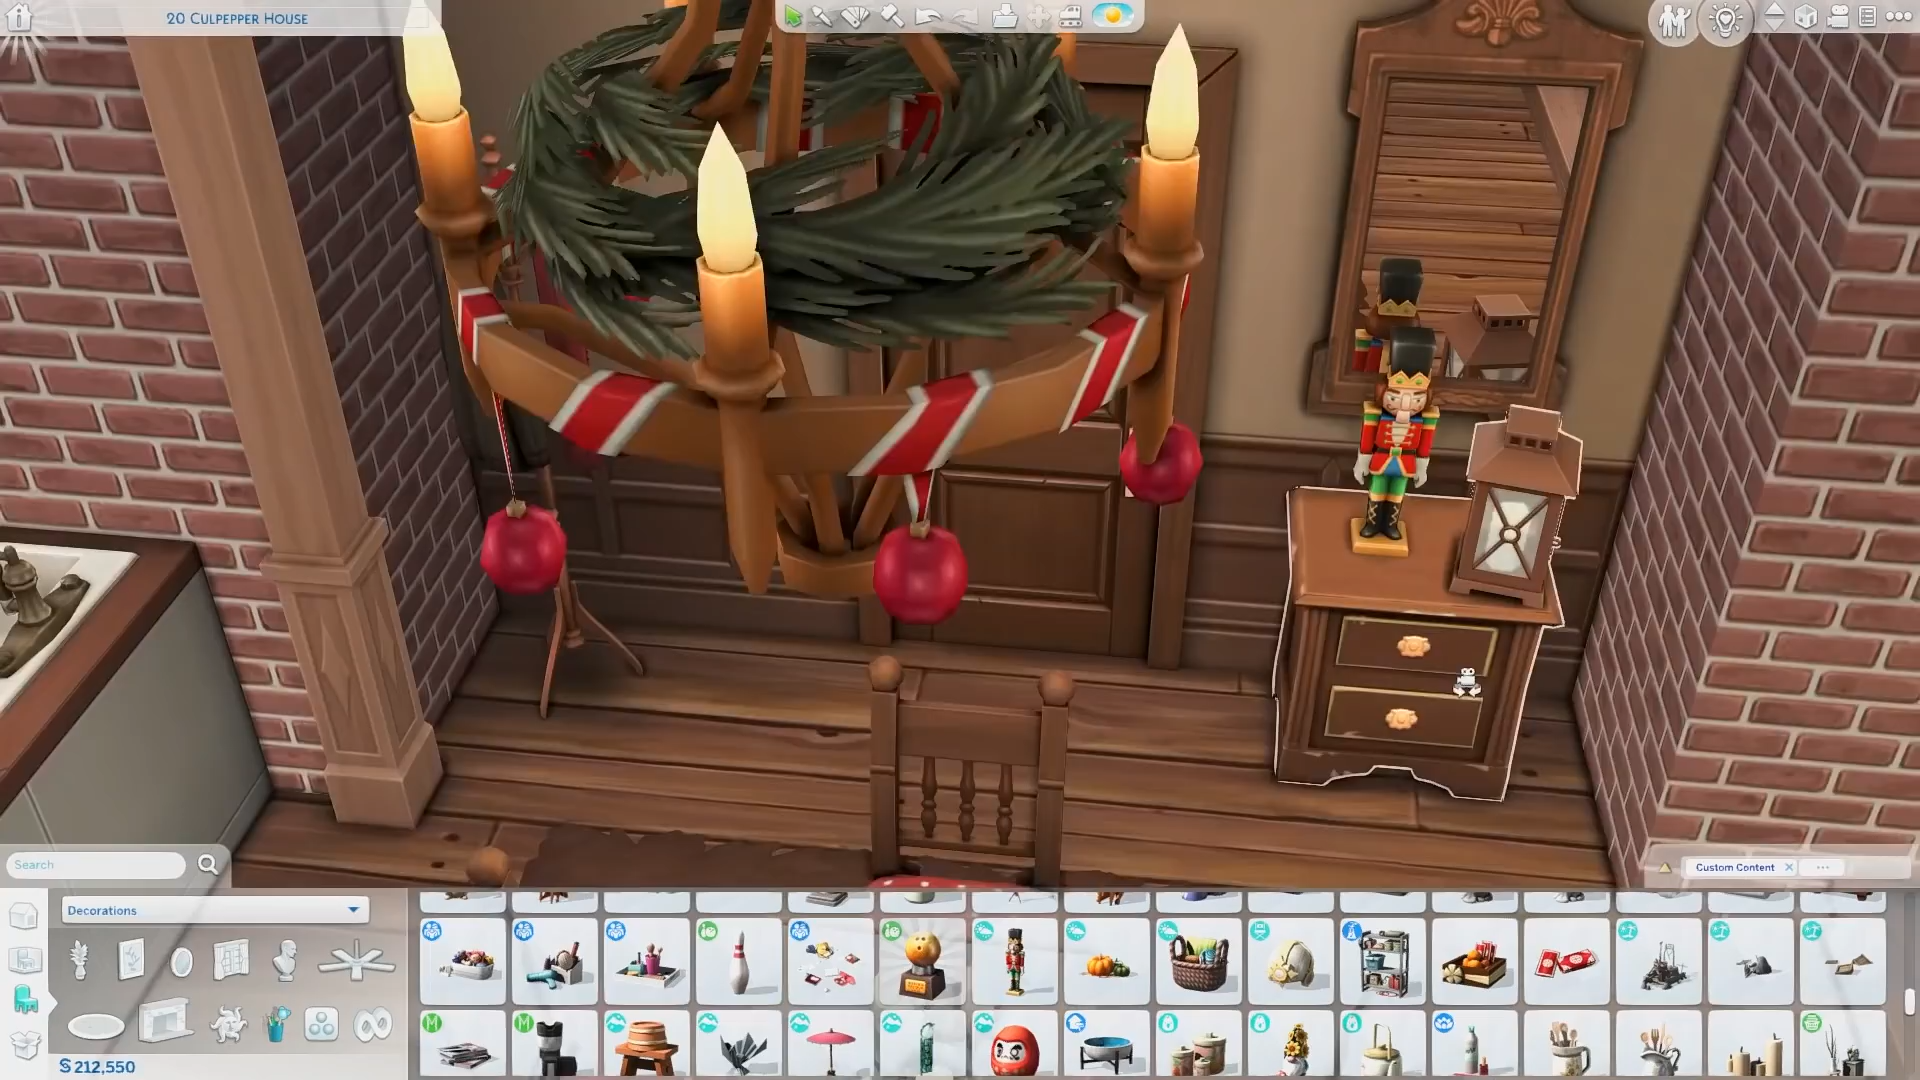 20 Culpepper House
Search
Custom Content
Decorations
§212,550